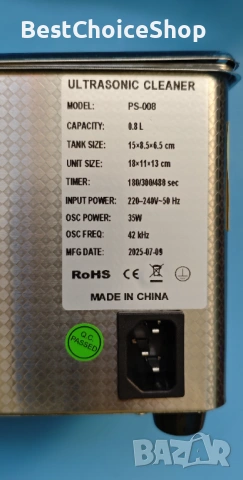 BestChoiceShop
ULTRASONIC CLEANER
MODEL: PS-008
CAPACITY: 0.8 L
TANK SIZE: 15×8.5×6.5 cm
UNIT SIZE: 18×11×13 cm
TIMER: 180/300/480 sec
INPUT POWER: 220-240V~50 Hz
OSC POWER: 35W
OSC FREQ: 42 kHz
MFG DATE: 2025-07-09
RoHS CE
MADE IN CHINA
Q.C.
PASSED
BAZAR